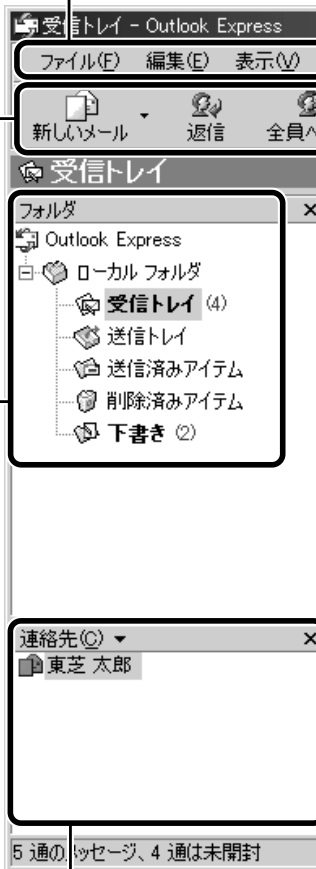 受信トレイ - Outlook Express
ファイル(F) 編集(E) 表示(V)
新しいメール 返信 全員へ
受信トレイ
フォルダ ×
Outlook Express
ローカル フォルダ
受信トレイ (4)
送信トレイ
送信済みアイテム
削除済みアイテム
下書き (2)
連絡先(C) ▼ ×
東芝 太郎
5 通のメッセージ、4 通は未開封